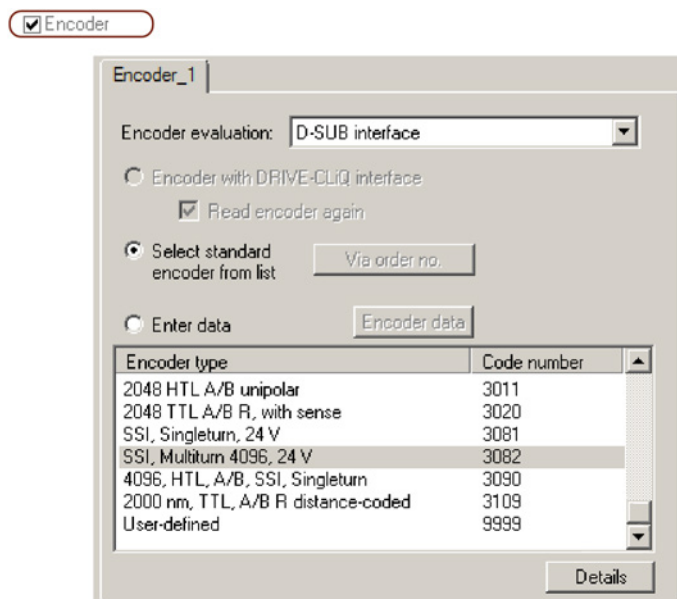 Encoder
Encoder_1
Encoder evaluation: D-SUB interface
Encoder with DRIVE-CLiQ interface
Read encoder again
Select standard
encoder from list
Via order no.
Enter data
Encoder data
Encoder type Code number
2048 HTL A/B unipolar 3011
2048 TTL A/B R, with sense 3020
SSI, Singleturn, 24 V 3081
SSI, Multiturn 4096, 24 V 3082
4096, HTL, A/B, SSI, Singleturn 3090
2000 nm, TTL, A/B R distance-coded 3109
User-defined 9999
Details